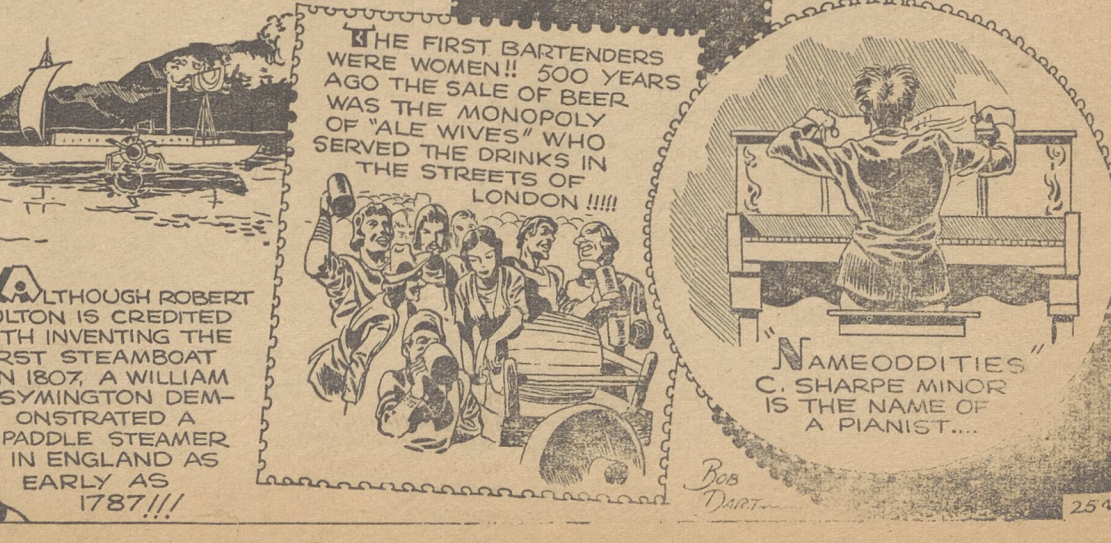 ALTHOUGH ROBERT
ULTON IS CREDITED
TH INVENTING THE
RST STEAMBOAT
N 1807, A WILLIAM
SYMINGTON DEM-
ONSTRATED A
PADDLE STEAMER
IN ENGLAND AS
EARLY AS
1787!!!
THE FIRST BARTENDERS
WERE WOMEN!! 500 YEARS
AGO THE SALE OF BEER
WAS THE MONOPOLY
OF "ALE WIVES" WHO
SERVED THE DRINKS IN
THE STREETS OF
LONDON !!!!!
"NAMEODDITIES"
C. SHARPE MINOR
IS THE NAME OF
A PIANIST....
BOB
DART
25